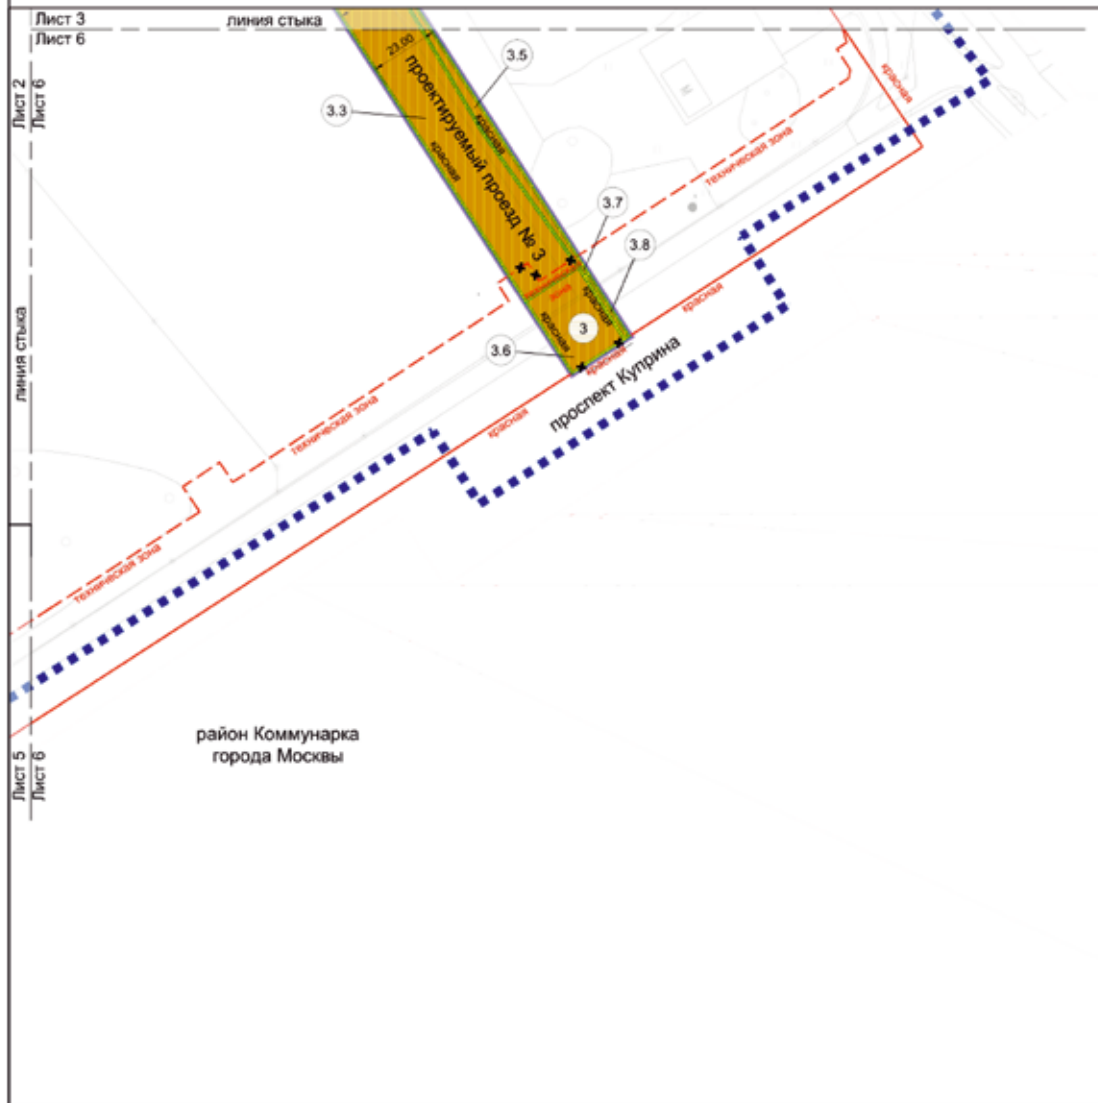 Лист 3
линия стыка
Лист 6
23.00
3.5
красная
Лист 2
Лист 6
3.3
проектируемый проезд № 3
красная
красная
техническая зона
3.7
3.8
техническая
зона
красная
красная
красная
3
3.6
красная
линия стыка
проспект Куприна
техническая зона
красная
техническая зона
район Коммунарка
города Москвы
Лист 5
Лист 6